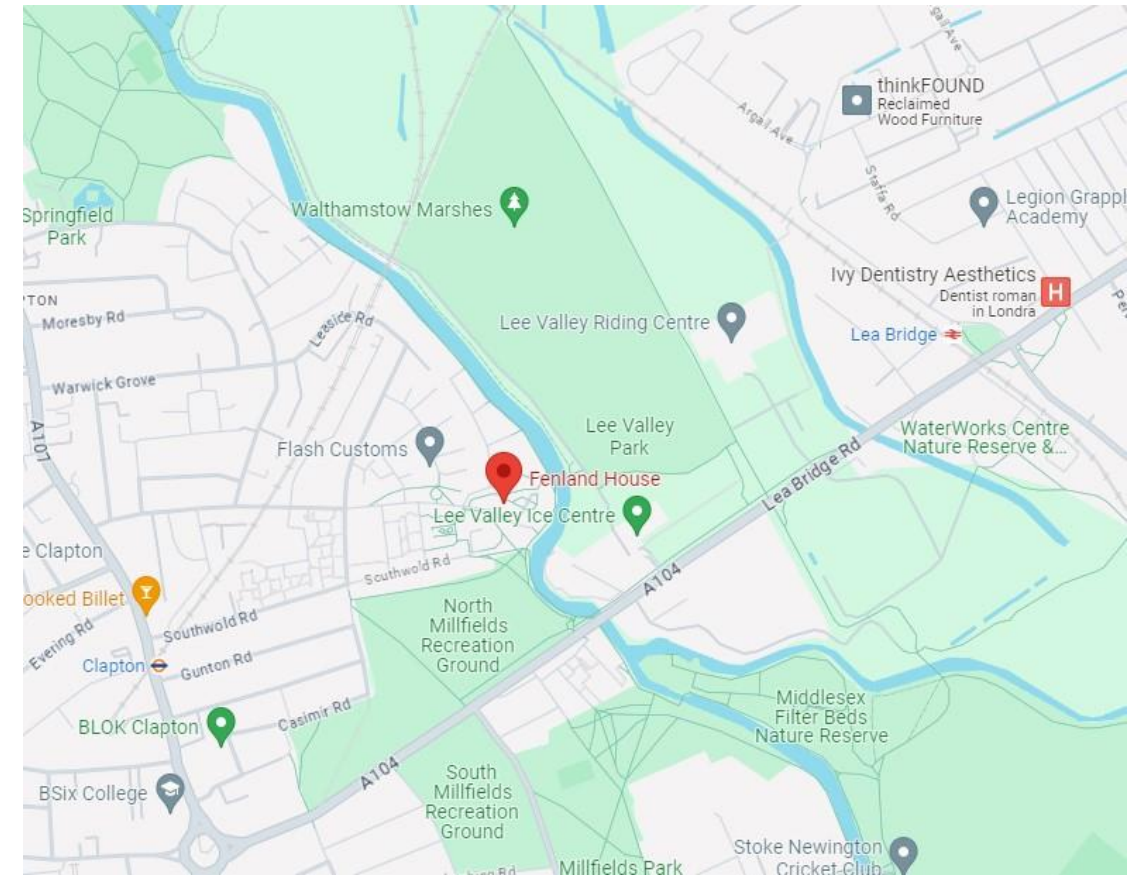 gall Ave
thinkFOUND
Reclaimed
Wood Furniture
Argall Ave
Staffa Rd
Walthamstow Marshes
Legion Grappl
Academy
Springfield
Park
Ivy Dentistry Aesthetics
Dentist roman
in Londra
H
TON
Moresby Rd
Leaside Rd
Lee Valley Riding Centre
Lea Bridge
Warwick Grove
A107
Lee Valley
Park
WaterWorks Centre
Nature Reserve &...
Flash Customs
Fenland House
Lea Bridge Rd
Lee Valley Ice Centre
e Clapton
Southwold Rd
A104
ooked Billet
North
Millfields
Recreation
Ground
Evering Rd
Southwold Rd
Clapton
Gunton Rd
Middlesex
Filter Beds
Nature Reserve
BLOK Clapton
Casimir Rd
A104
South
Millfields
Recreation
Ground
BSix College
Stoke Newington
Cricket Club
Millfields Park